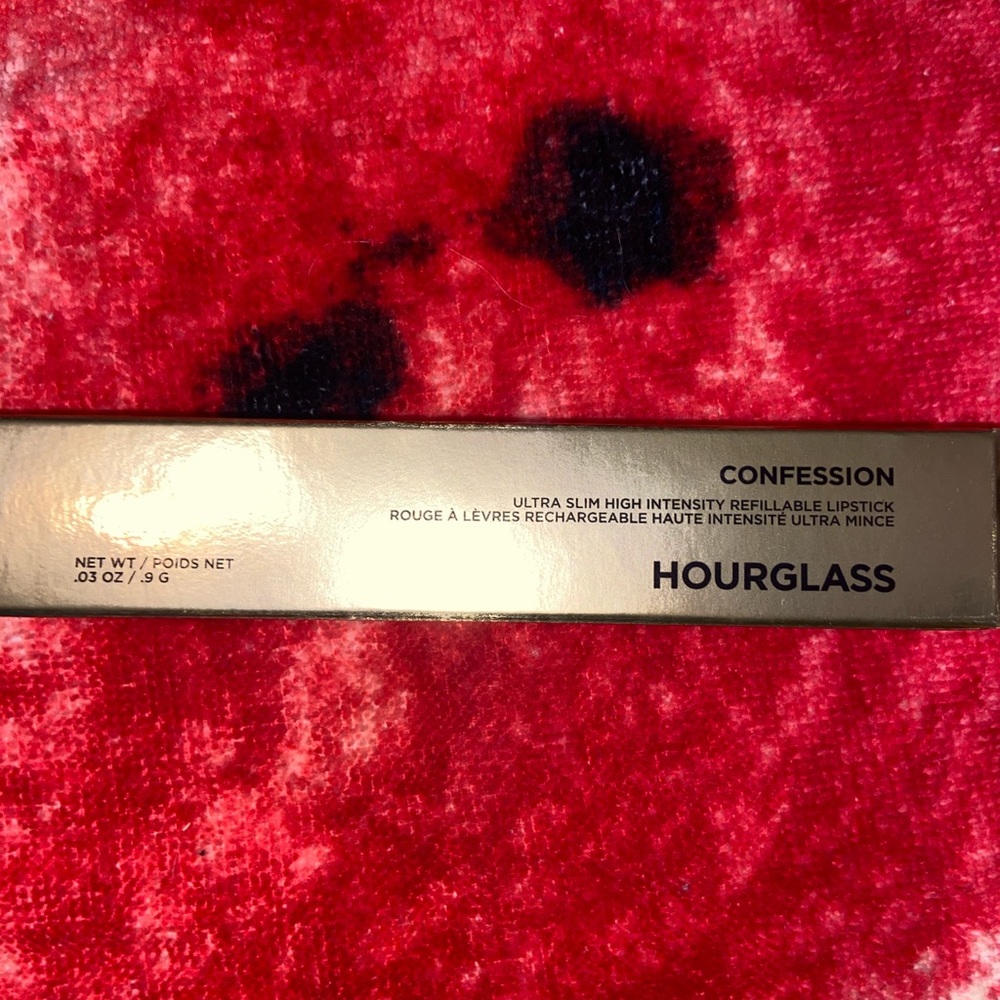 CONFESSION
ULTRA SLIM HIGH INTENSITY REFILLABLE LIPSTICK
ROUGE À LÈVRES RECHARGEABLE HAUTE INTENSITÉ ULTRA MINCE
NET WT / POIDS NET
.03 OZ / .9 G
HOURGLASS